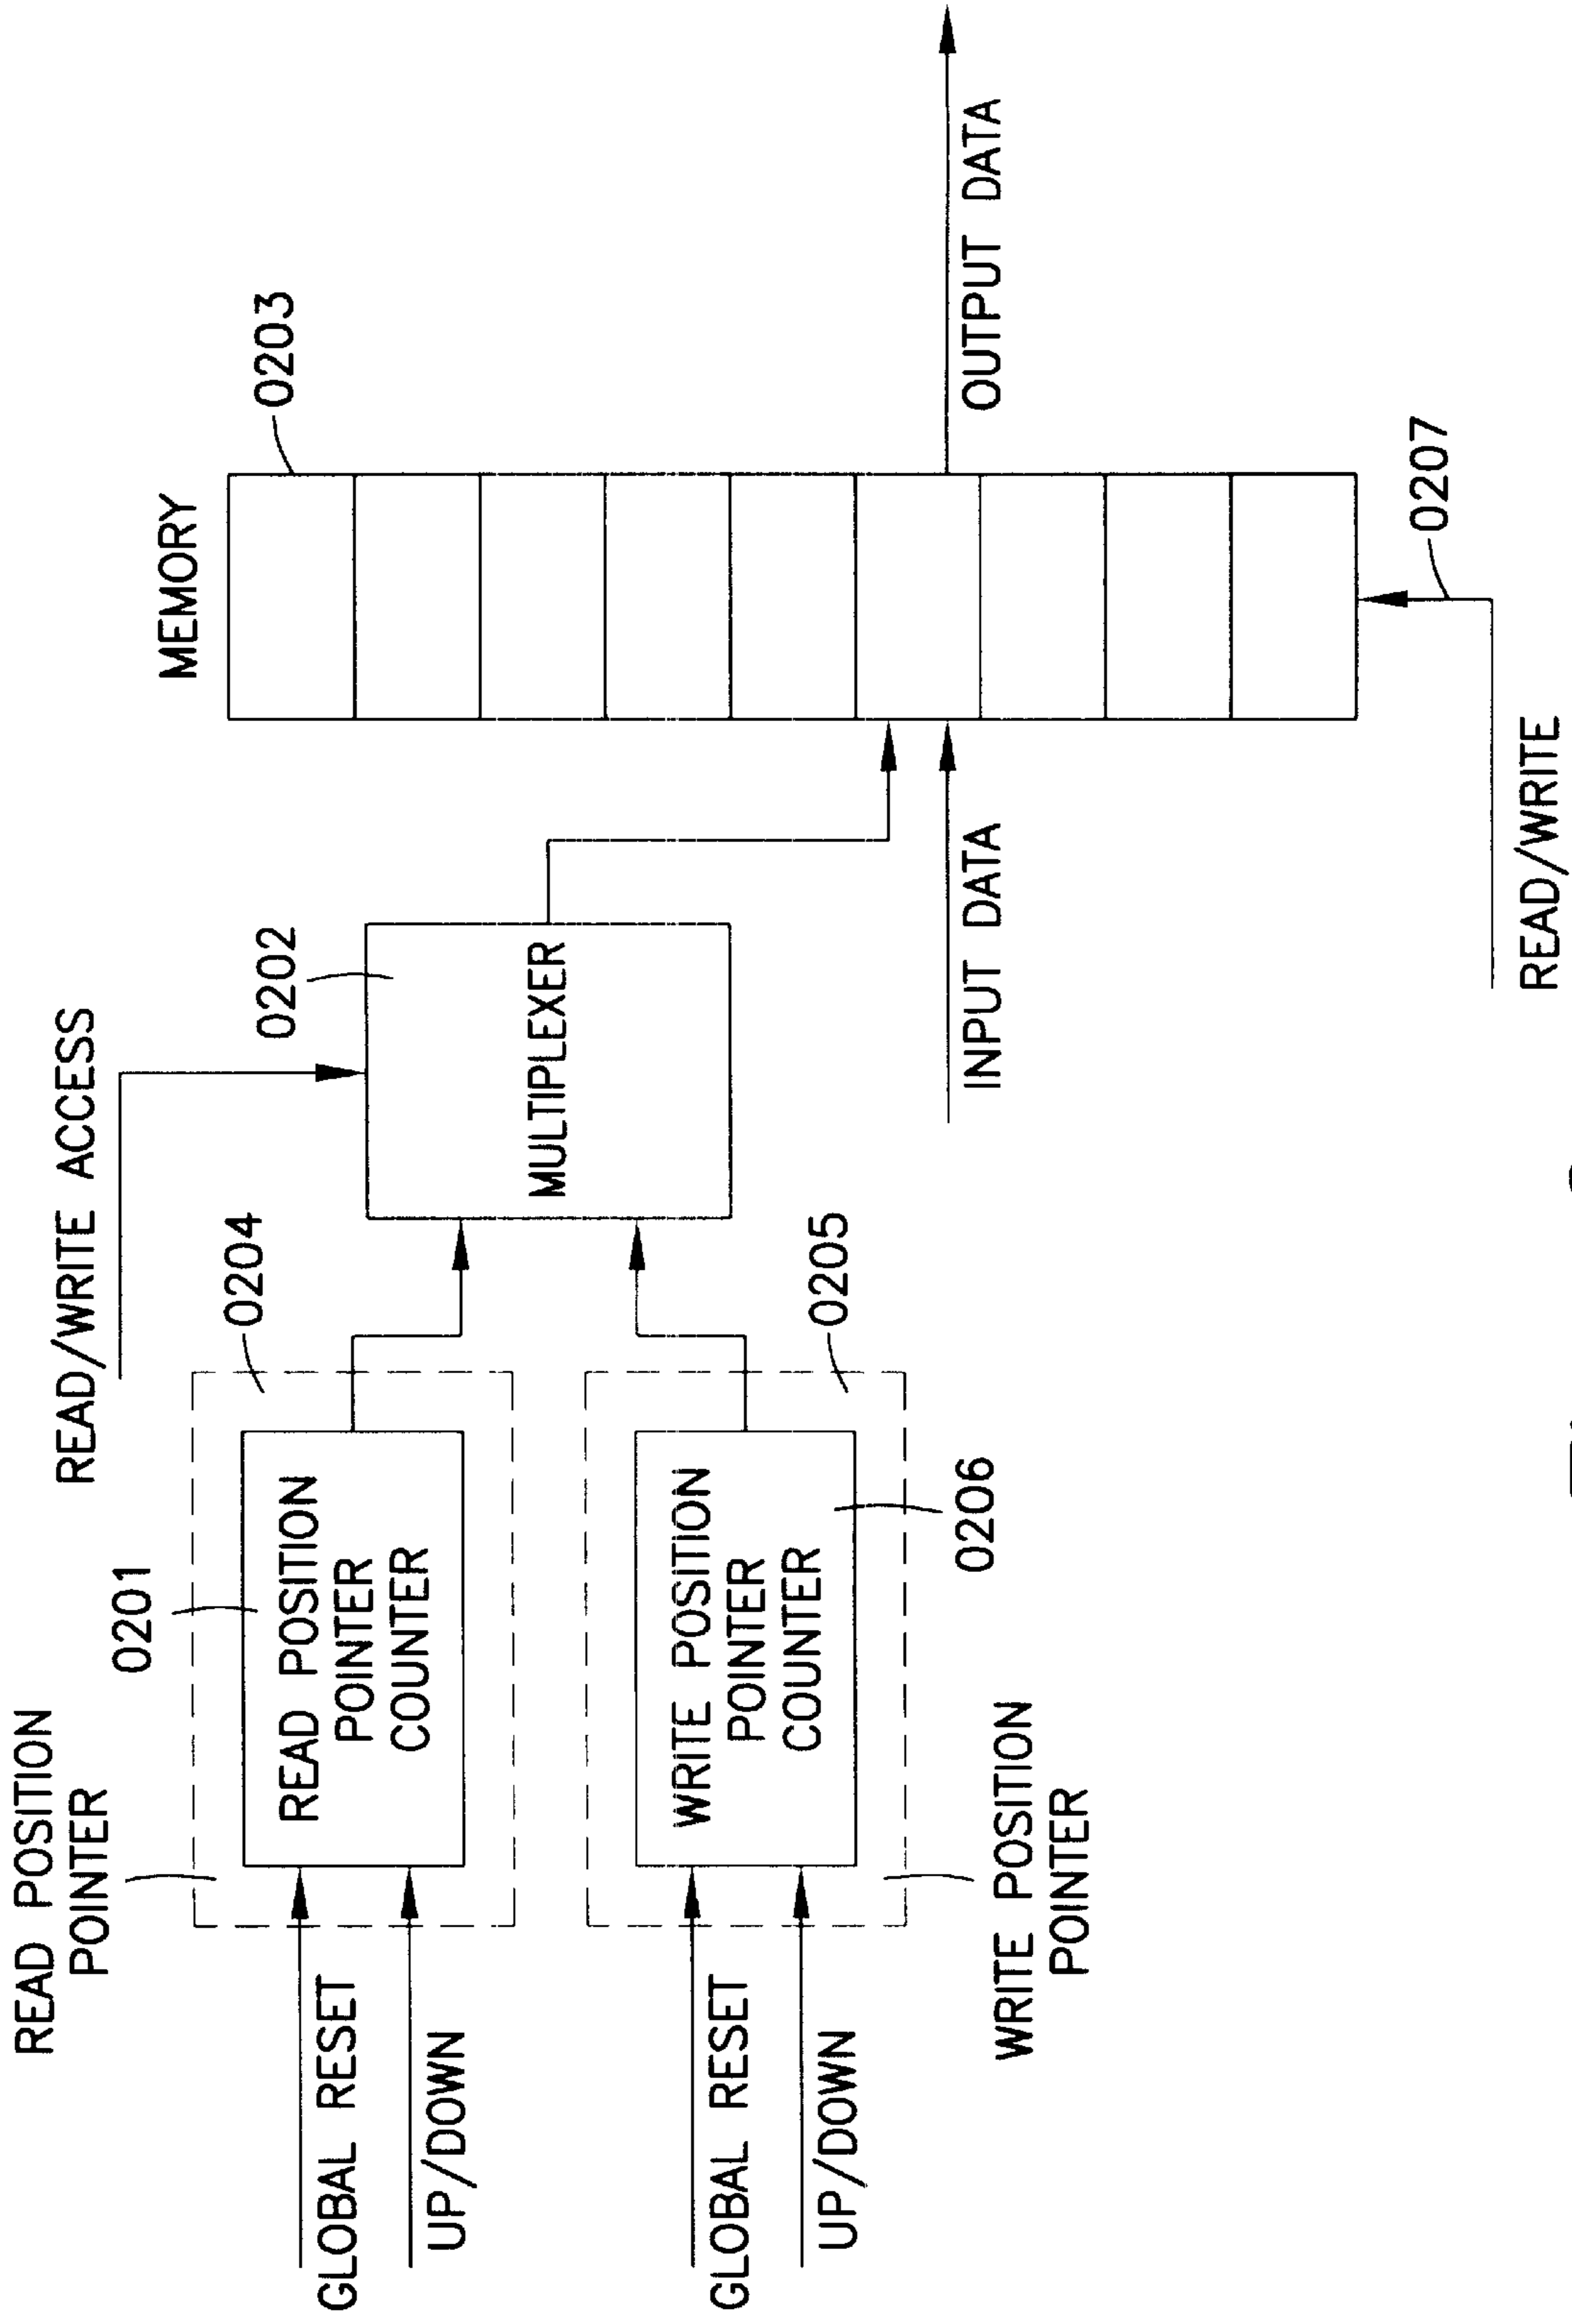 READ POSITION
POINTER
0201
READ/WRITE ACCESS
0204
0202
MEMORY
0203
READ POSITION
POINTER
COUNTER
GLOBAL RESET
UP/DOWN
MULTIPLEXER
0205
WRITE POSITION
POINTER
COUNTER
GLOBAL RESET
UP/DOWN
0206
WRITE POSITION
POINTER
INPUT DATA
OUTPUT DATA
0207
READ/WRITE